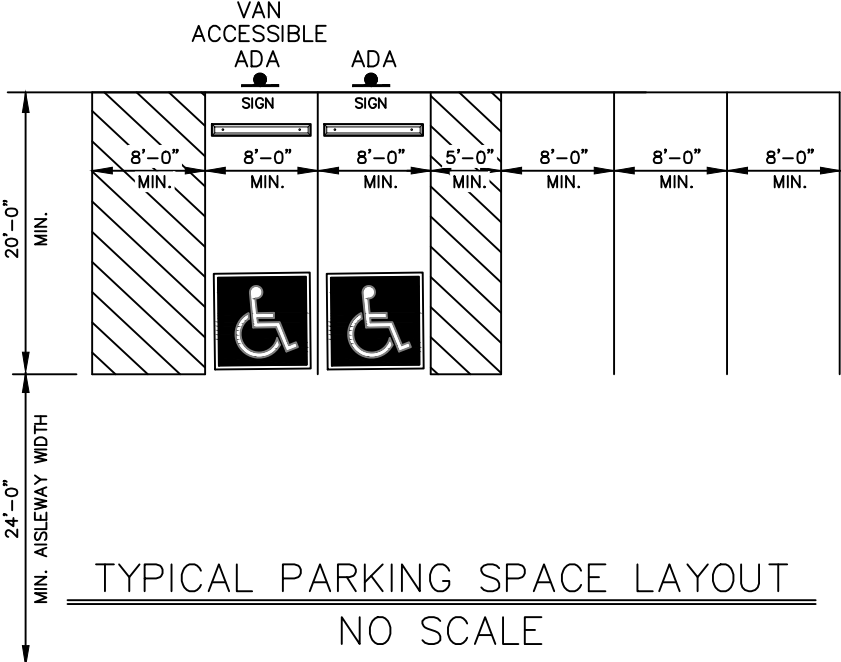 VAN
ACCESSIBLE
ADA
ADA
SIGN
SIGN
8'-0"
MIN.
8'-0"
MIN.
8'-0"
MIN.
5'-0"
MIN.
8'-0"
MIN.
8'-0"
MIN.
8'-0"
MIN.
20'-0"
MIN.
24'-0"
MIN. AISLEWAY WIDTH
TYPICAL PARKING SPACE LAYOUT
NO SCALE